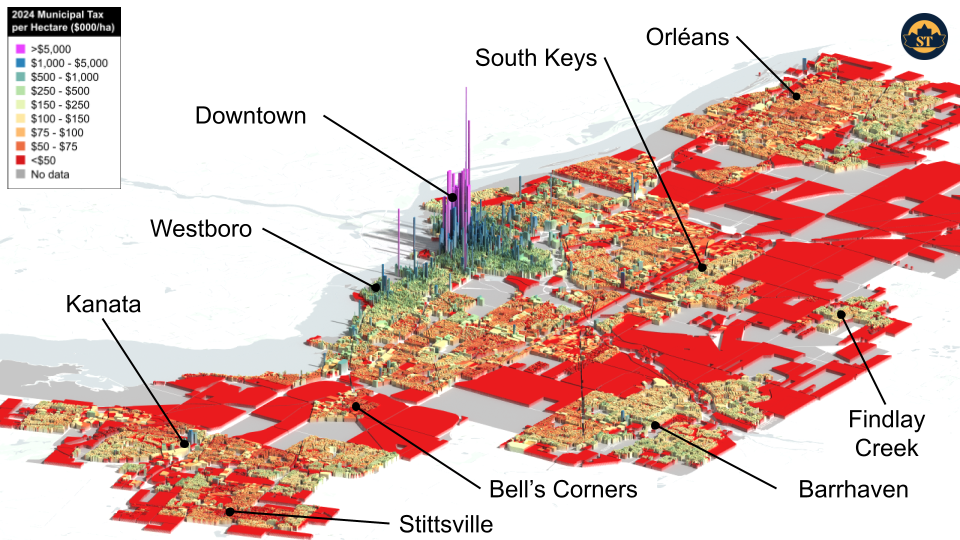 2024 Municipal Tax
per Hectare ($000/ha)
>$5,000
$1,000 - $5,000
$500 - $1,000
$250 - $500
$150 - $250
$100 - $150
$75 - $100
$50 - $75
<$50
No data
ST
Orléans
South Keys
Downtown
Westboro
Kanata
Findlay
Creek
Bell's Corners
Barrhaven
Stittsville